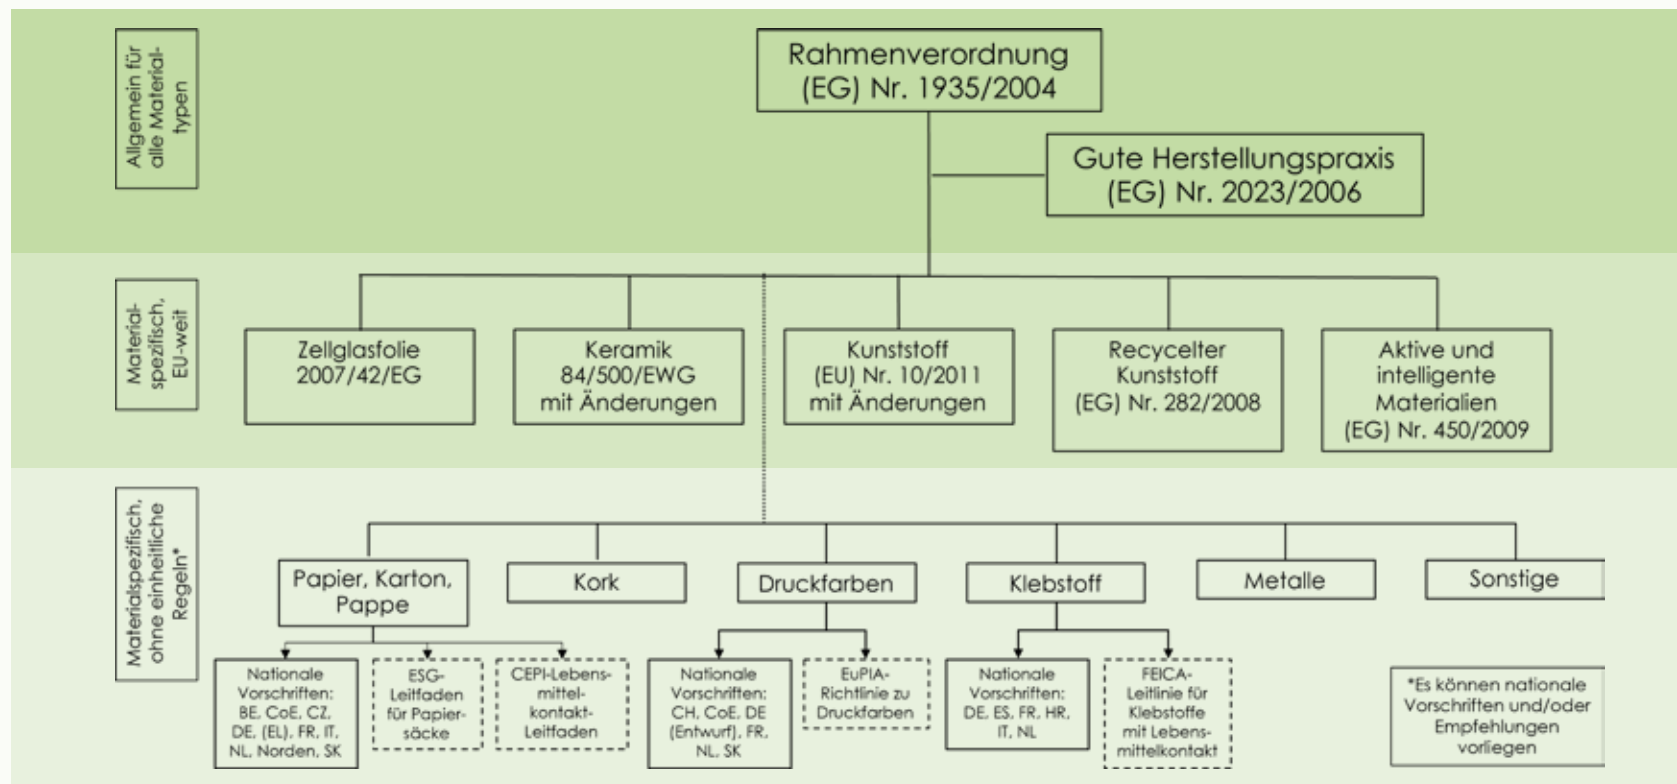 Allgemein für
alle Material-
typen
Rahmenverordnung
(EG) Nr. 1935/2004
Gute Herstellungspraxis
(EG) Nr. 2023/2006
Material-
spezifisch,
EU-weit
Zellglasfolie
2007/42/EG
Keramik
84/500/EWG
mit Änderungen
Kunststoff
(EU) Nr. 10/2011
mit Änderungen
Recycelter
Kunststoff
(EG) Nr. 282/2008
Aktive und
intelligente
Materialien
(EG) Nr. 450/2009
Materialspezifisch,
ohne einheitliche
Regeln*
Papier, Karton,
Pappe
Kork
Druckfarben
Klebstoff
Metalle
Sonstige
Nationale
Vorschriften:
BE, CoE, CZ,
DE, (EL), FR, IT,
NL, Norden, SK
ESG-
Leitfaden
für Papier-
säcke
CEPI-Lebens-
mittel-
kontakt-
Leitfaden
Nationale
Vorschriften:
CH, CoE, DE
(Entwurf), FR,
NL, SK
EuPIA-
Richtlinie zu
Druckfarben
Nationale
Vorschriften:
DE, ES, FR, HR,
IT, NL
FEICA-
Leitlinie für
Klebstoffe
mit Lebens-
mittelkontakt
*Es können nationale
Vorschriften und/oder
Empfehlungen
vorliegen